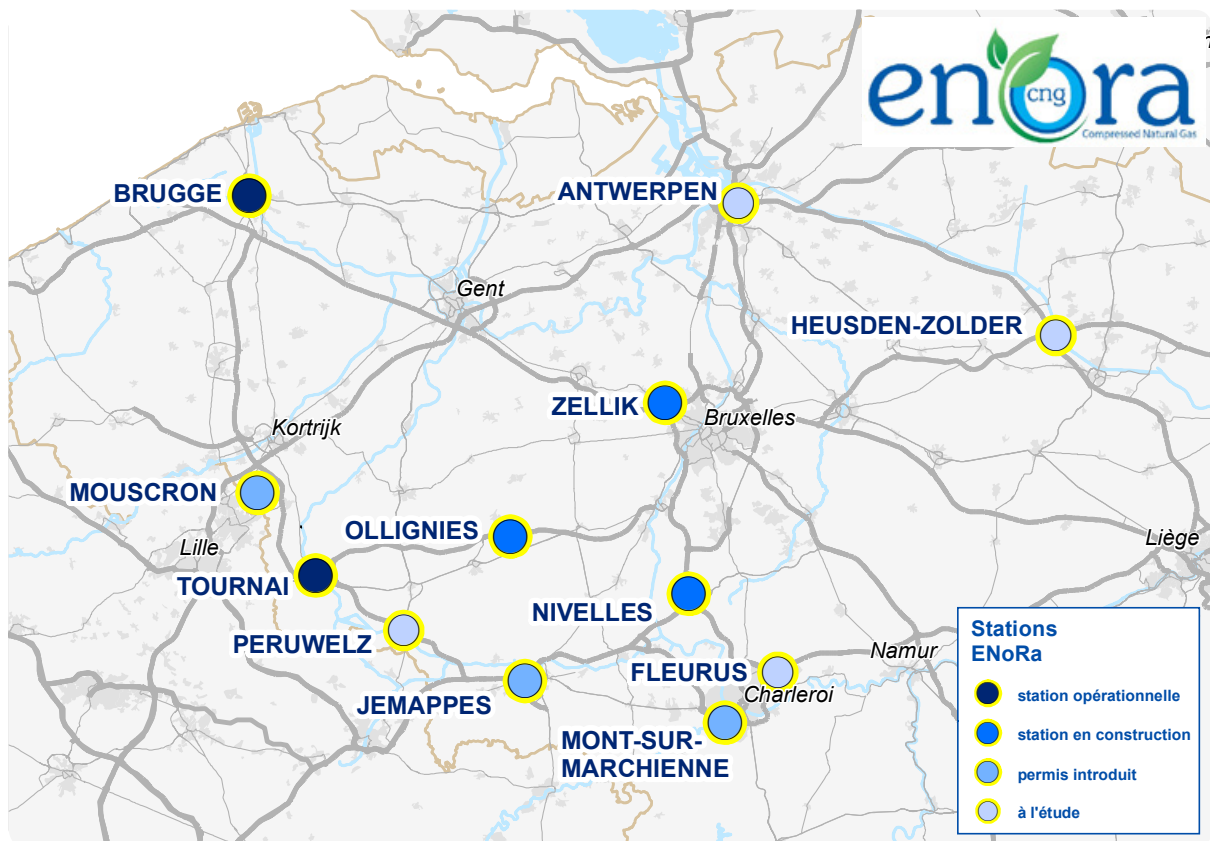 enora
cng
Compressed Natural Gas
BRUGGE
ANTWERPEN
Gent
HEUSDEN-ZOLDER
ZELLIK
Bruxelles
Kortrijk
MOUSCRON
OLLIGNIES
Lille
Liège
TOURNAI
NIVELLES
PERUWELZ
Namur
FLEURUS
JEMAPPES
Charleroi
MONT-SUR-
MARCHIENNE
Stations
ENoRa
station opérationnelle
station en construction
permis introduit
à l'étude